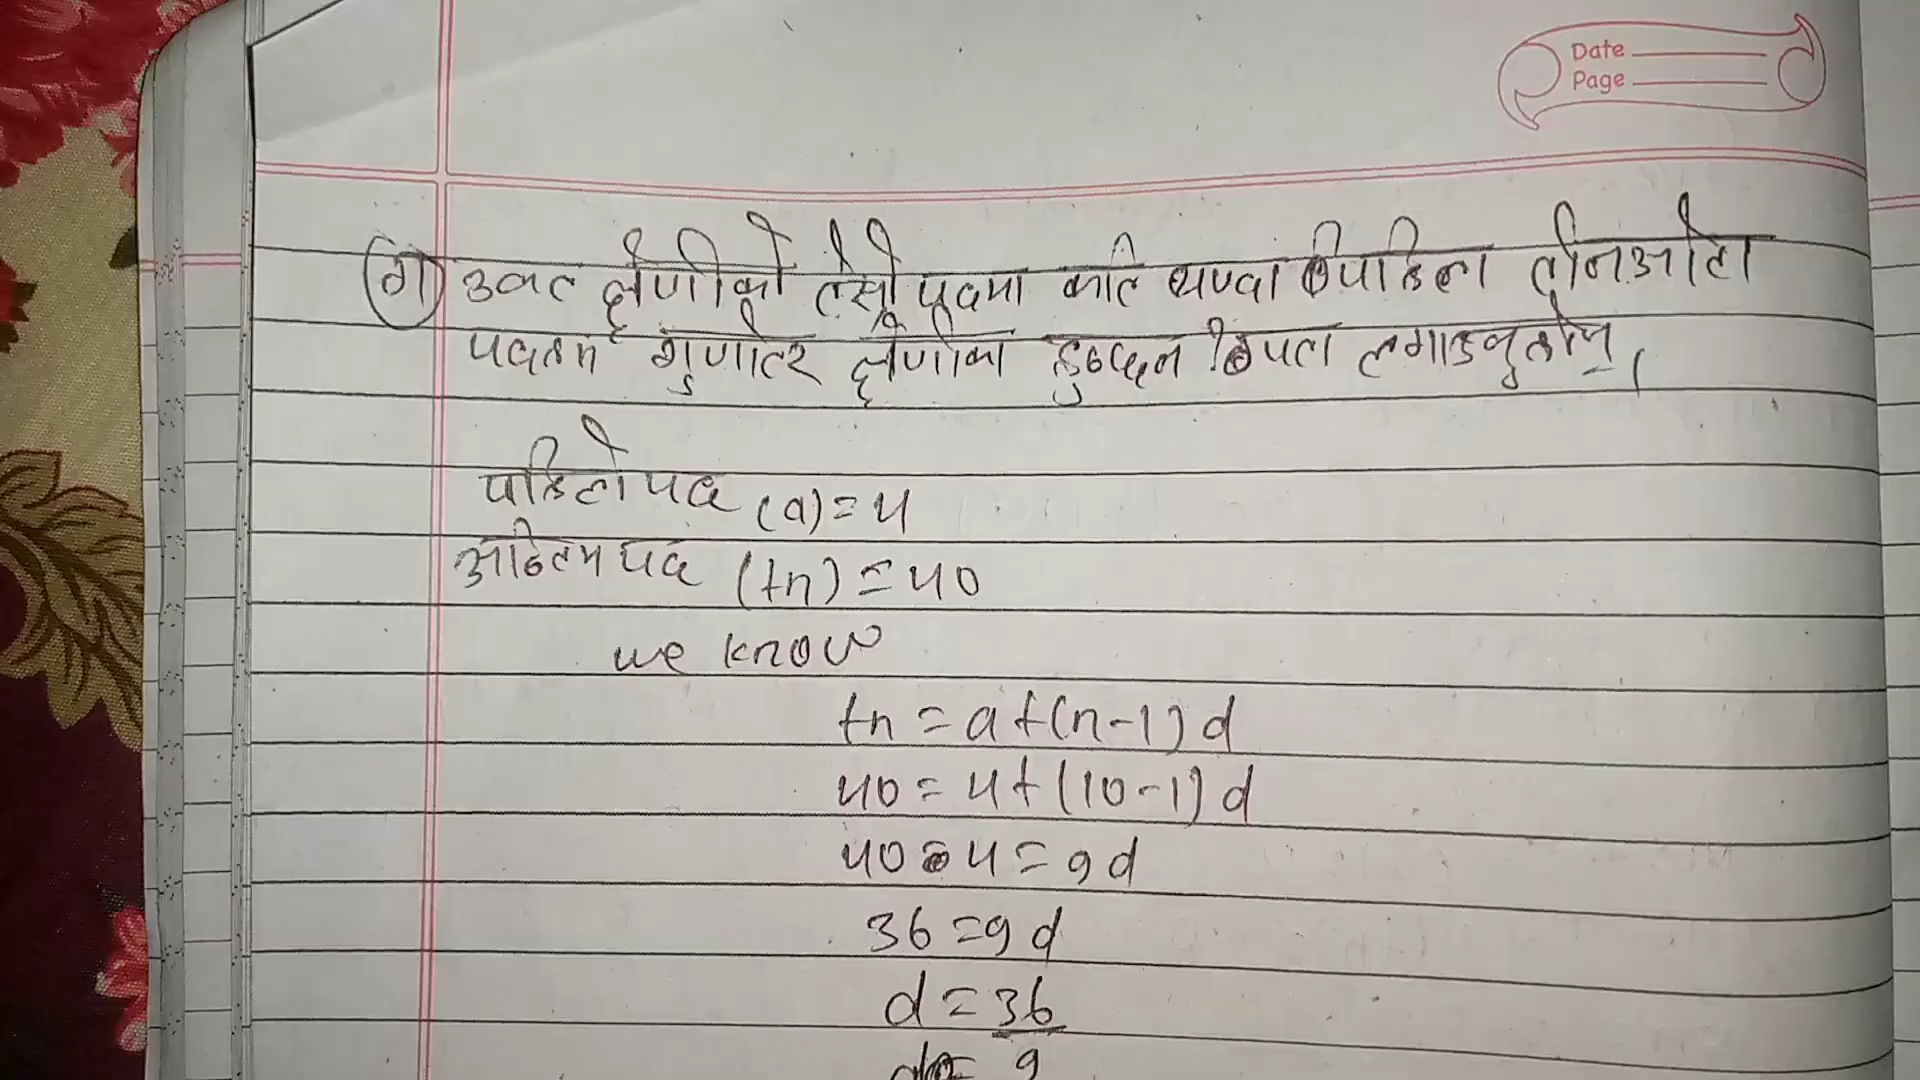 Date
Page
ग) उक्त श्रेणीको तेस्रो पदमा कति थप्दा पहिला तीनओटा
पदहरू गुणोत्तर श्रेणीका हुन्छन् पत्ता लगाउनुहोस् ।
पहिलो पद (a) = 4
अन्तिम पद (tn) = 40
we know
tn = a + (n-1) d
40 = 4 + (10-1) d
40 - 4 = 9d
36 = 9d
d = 36
d = 9